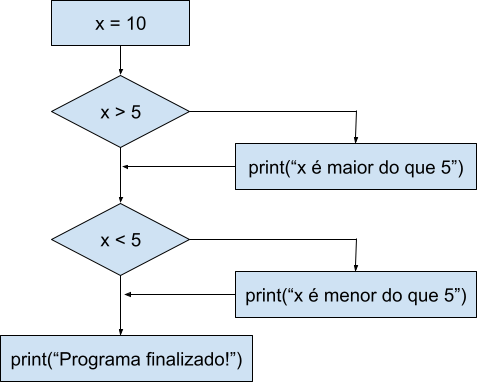 x = 10
x > 5
print(“x é maior do que 5”)
x < 5
print(“x é menor do que 5”)
print(“Programa finalizado!”)